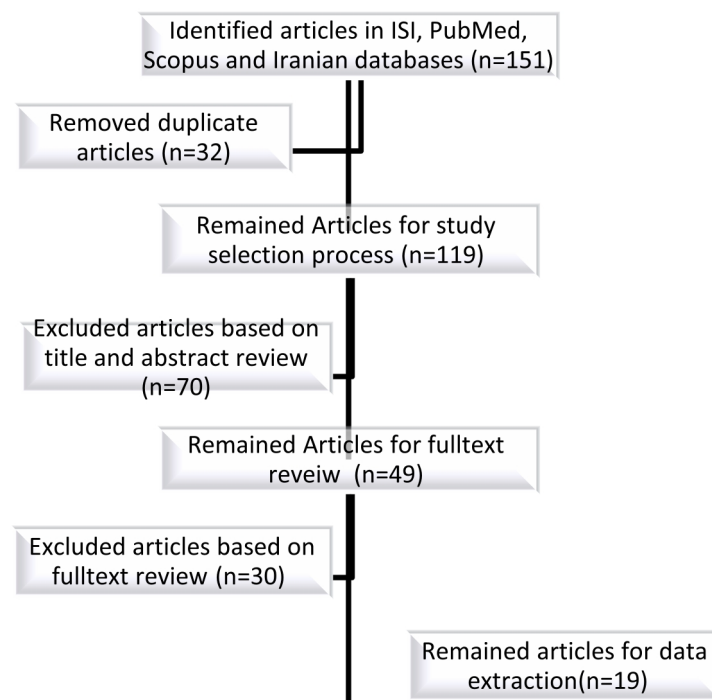 Identified articles in ISI, PubMed,
Scopus and Iranian databases (n=151)
Removed duplicate
articles (n=32)
Remained Articles for study
selection process (n=119)
Excluded articles based on
title and abstract review
(n=70)
Remained Articles for fulltext
reveiw (n=49)
Excluded articles based on
fulltext review (n=30)
Remained articles for data
extraction(n=19)